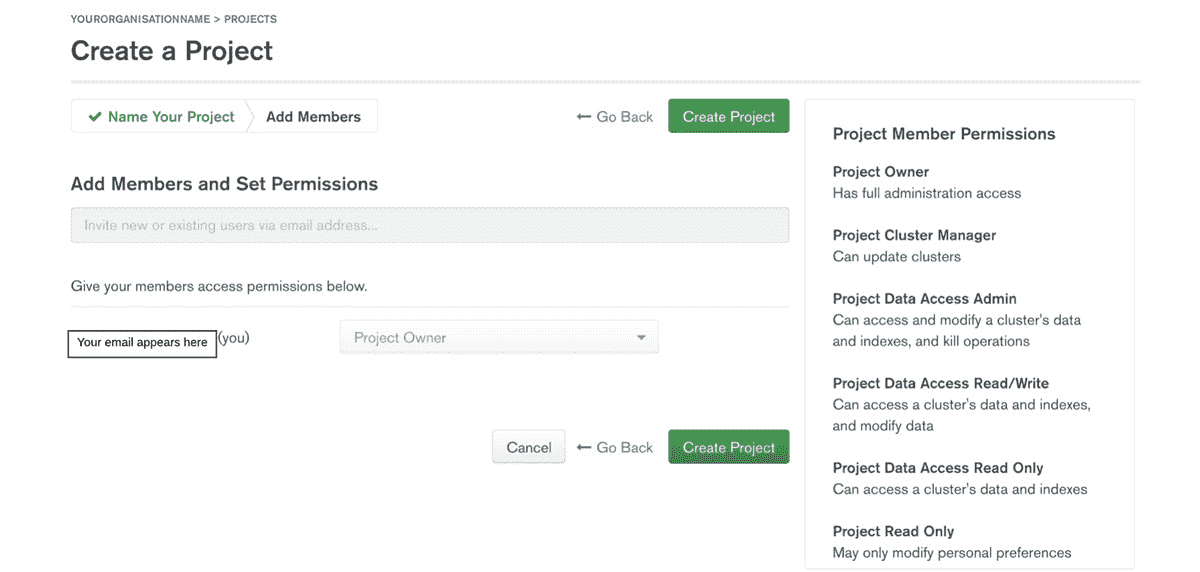 YOURORGANISATIONNAME > PROJECTS
Create a Project
Name Your Project
Add Members
Go Back
Create Project
Add Members and Set Permissions
Invite new or existing users via email address...
Give your members access permissions below.
Your email appears here (you)
Project Owner
Cancel
Go Back
Create Project
Project Member Permissions
Project Owner
Has full administration access
Project Cluster Manager
Can update clusters
Project Data Access Admin
Can access and modify a cluster's data
and indexes, and kill operations
Project Data Access Read/Write
Can access a cluster's data and indexes,
and modify data
Project Data Access Read Only
Can access a cluster's data and indexes
Project Read Only
May only modify personal preferences